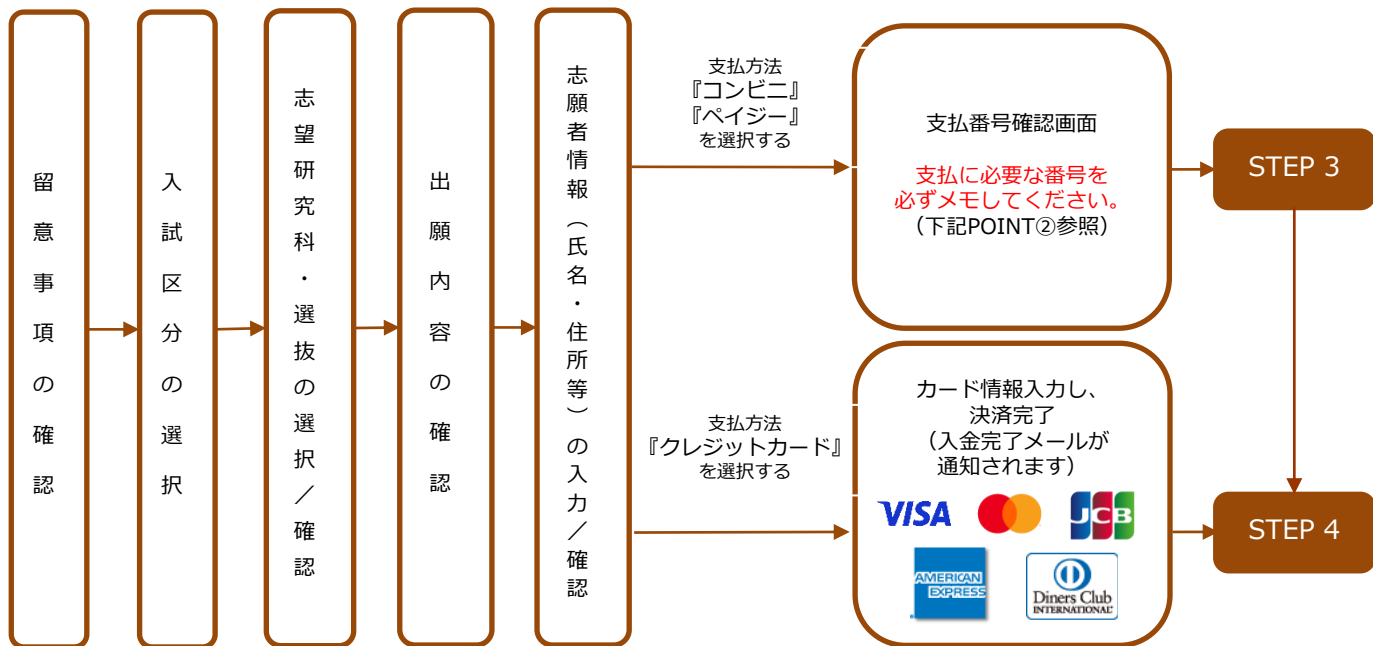 留意事項の確認
入試区分の選択
志望研究科・選抜の選択／確認
出願内容の確認
志願者情報（氏名・住所等）の入力／確認
支払方法
『コンビニ』
『ペイジー』
を選択する
支払番号確認画面
支払に必要な番号を
必ずメモしてください。
（下記POINT②参照）
STEP 3
支払方法
『クレジットカード』
を選択する
カード情報入力し、
決済完了
（入金完了メールが
通知されます）
VISA
JCB
AMERICAN
EXPRESS
Diners Club
INTERNATIONAL
STEP 4